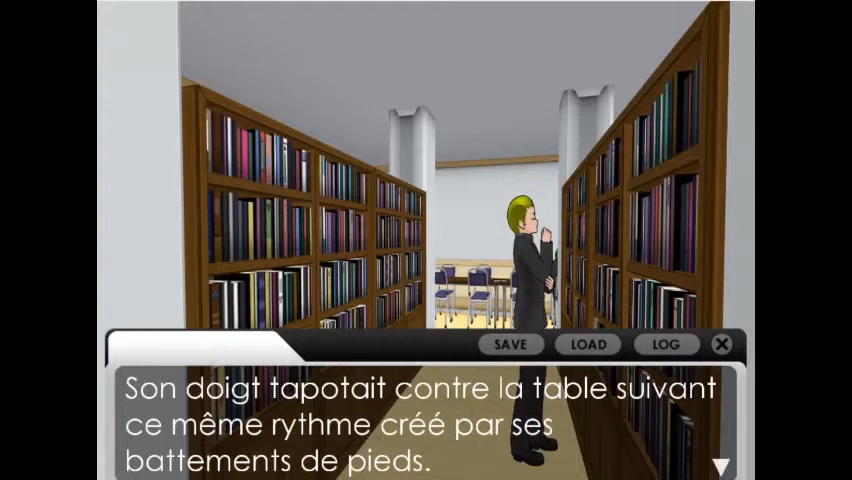 SAVE LOAD LOG X
Son doigt tapotait contre la table suivant
ce même rythme créé par ses
battements de pieds.